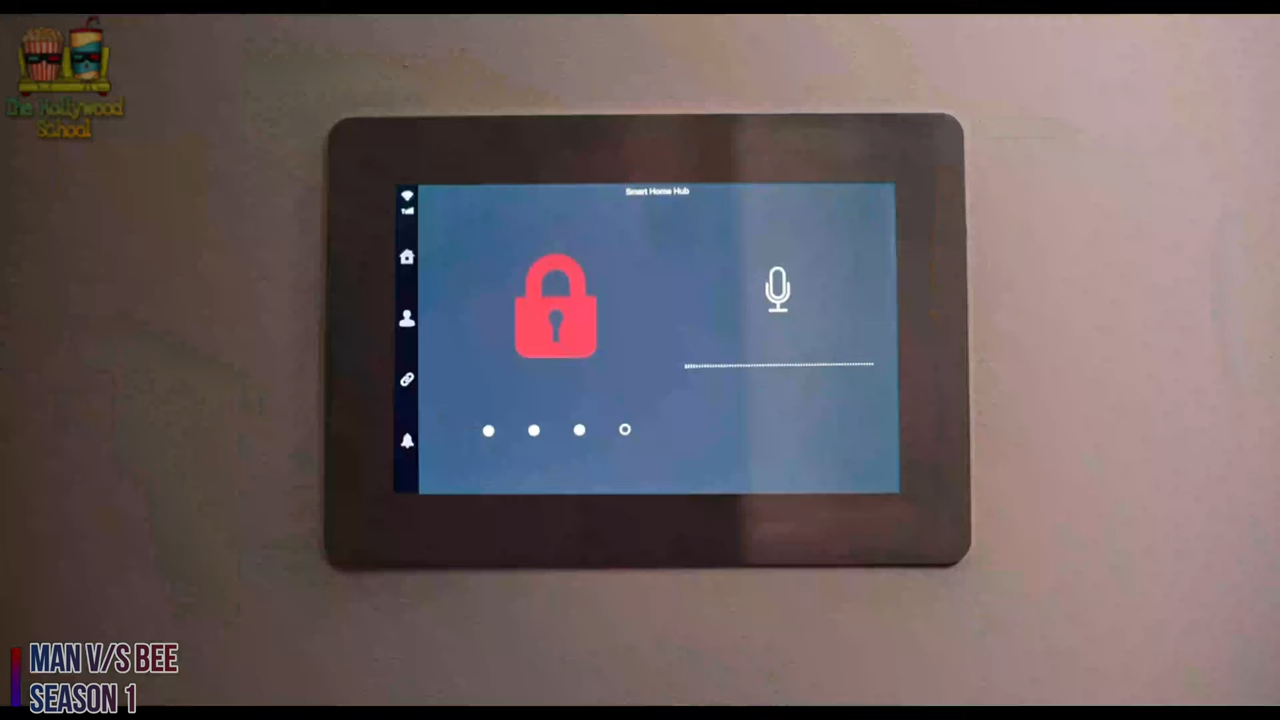 The Hollywood
School
Smart Home Hub
MAN V/S BEE
SEASON 1